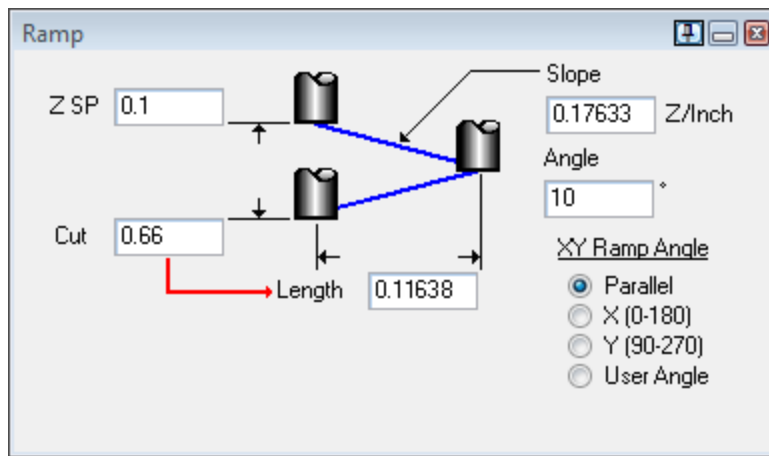 Ramp
Z SP 0.1
Slope
0.17633 Z/Inch
Angle
10 °
Cut 0.66
Length 0.11638
XY Ramp Angle
Parallel
X (0-180)
Y (90-270)
User Angle